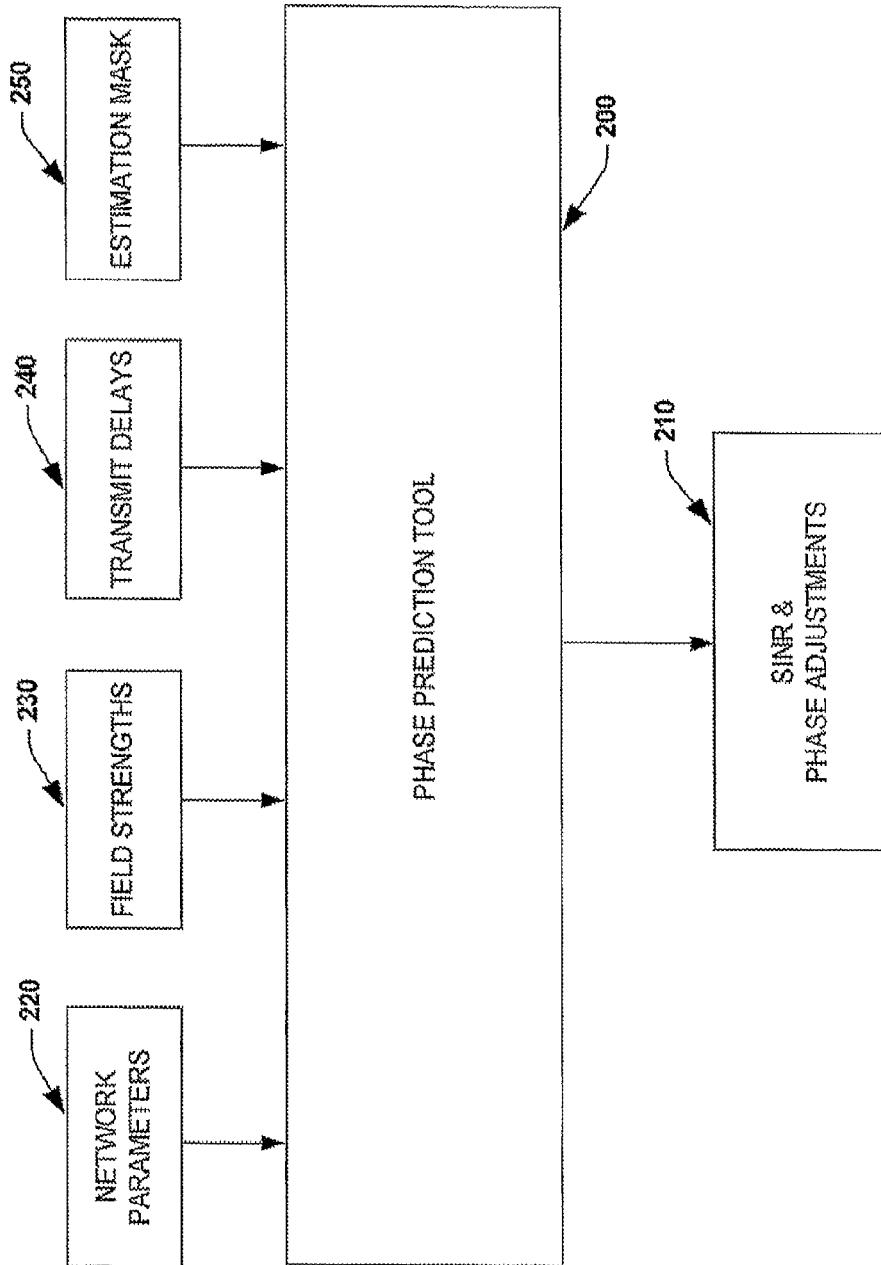 220
NETWORK
PARAMETERS
230
FIELD STRENGTHS
240
TRANSMIT DELAYS
250
ESTIMATION MASK
PHASE PREDICTION TOOL
200
210
SINR &
PHASE ADJUSTMENTS